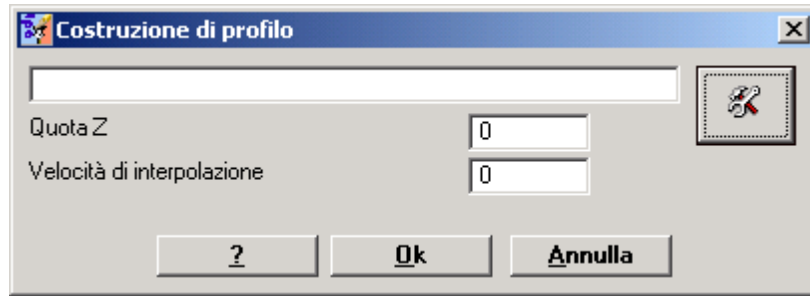 Costruzione di profilo
Quota Z
0
Velocità di interpolazione
0
?
Ok
Annulla